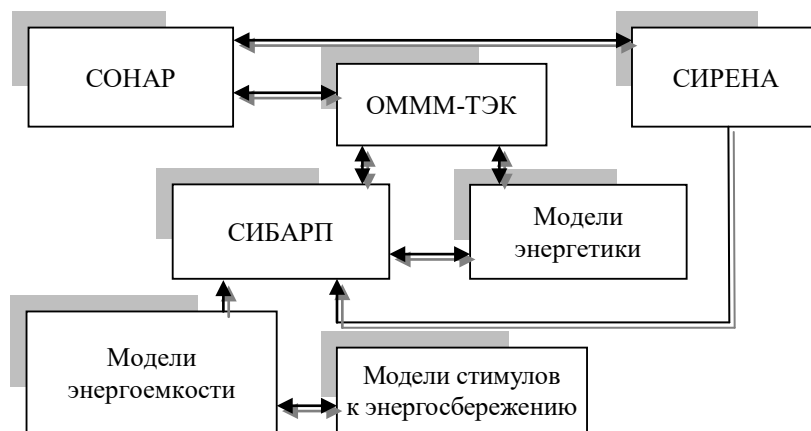 СОНАР
СИРЕНА
ОМММ-ТЭК
СИБАРП
Модели
энергетики
Модели
энергоемкости
Модели стимулов
к энергосбережению